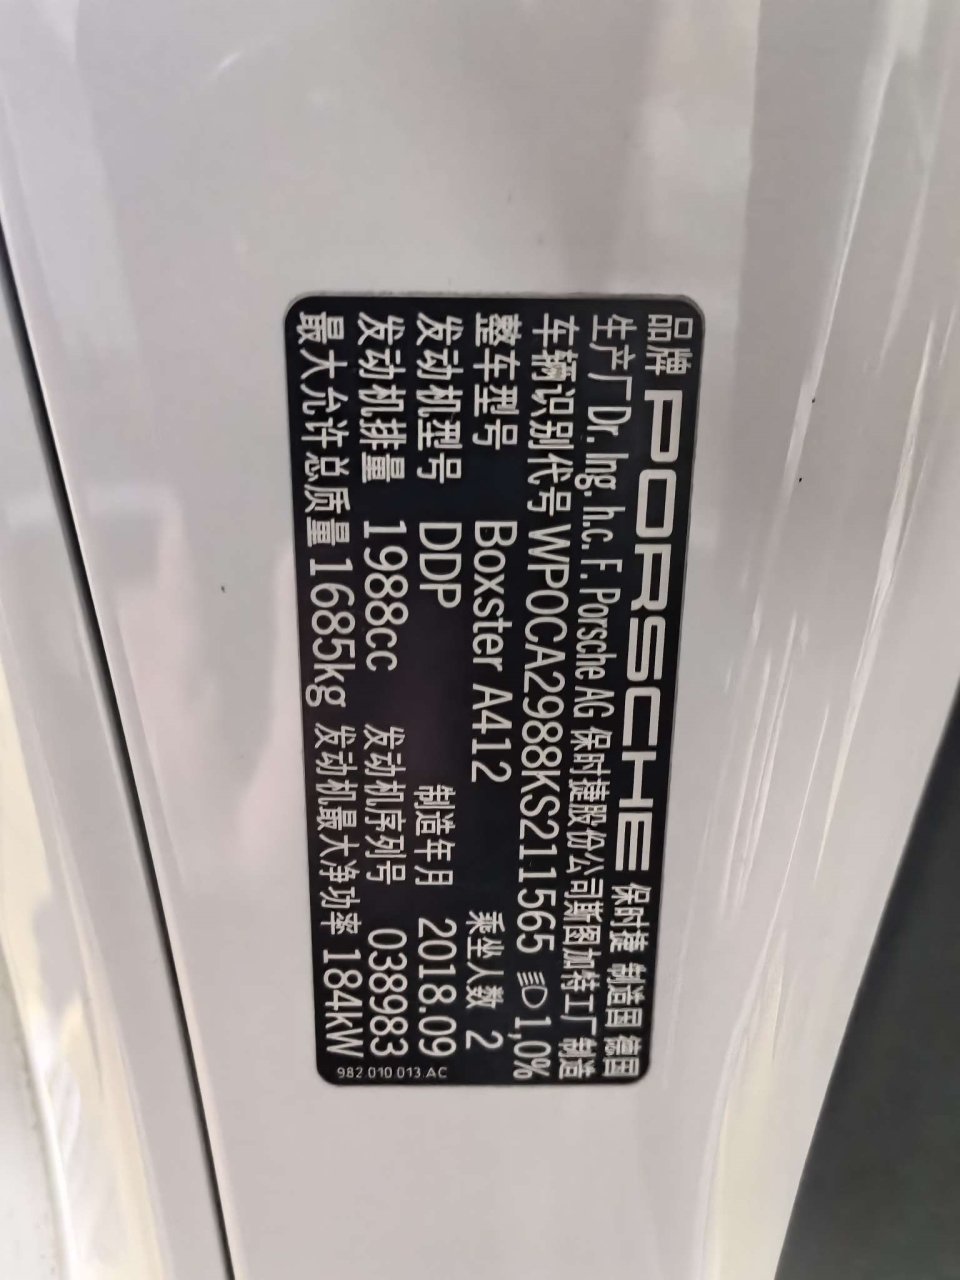 品牌 PORSCHE 保时捷 制造国 德国
生产厂 Dr. Ing. h.c. F. Porsche AG 保时捷股份公司斯图加特工厂制造
车辆识别代号 WP0CA2988KS211565 1,0%
整车型号 Boxster A412 乘坐人数 2
发动机型号 DDP 制造年月 2018.09
发动机排量 1988cc 发动机序列号 038983
最大允许总质量 1685kg 发动机最大净功率 184kW
982.010.013.AC